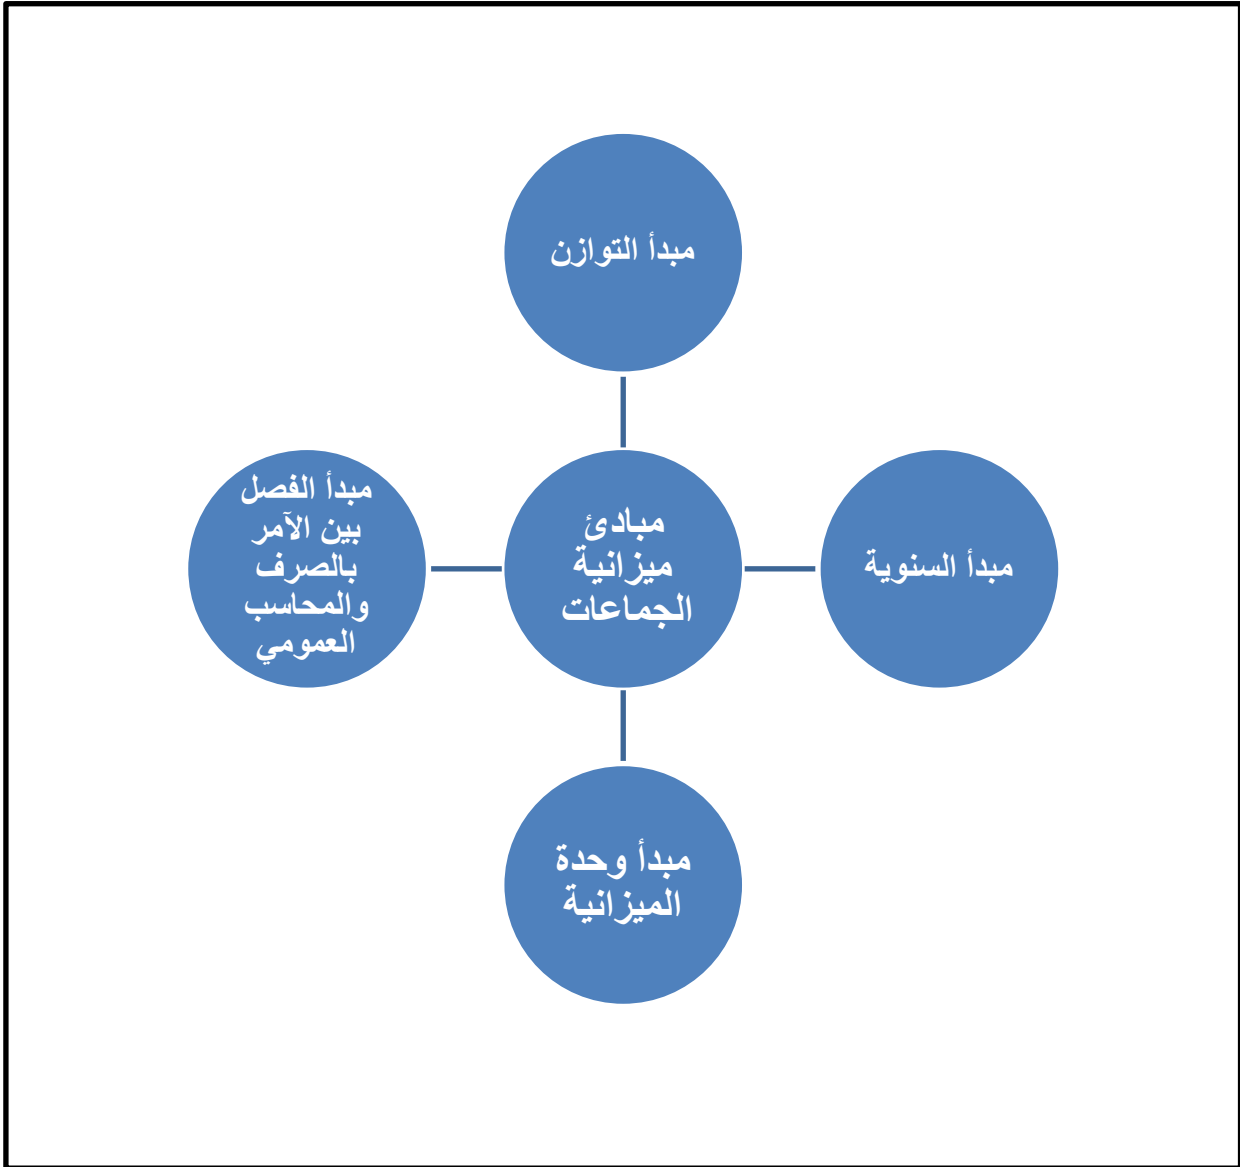 مبدأ التوازن
مبادئ
ميزانية
الجماعات
مبدأ السنوية
مبدأ وحدة
الميزانية
مبدأ الفصل
بين الآمر
بالصرف
والمحاسب
العمومي